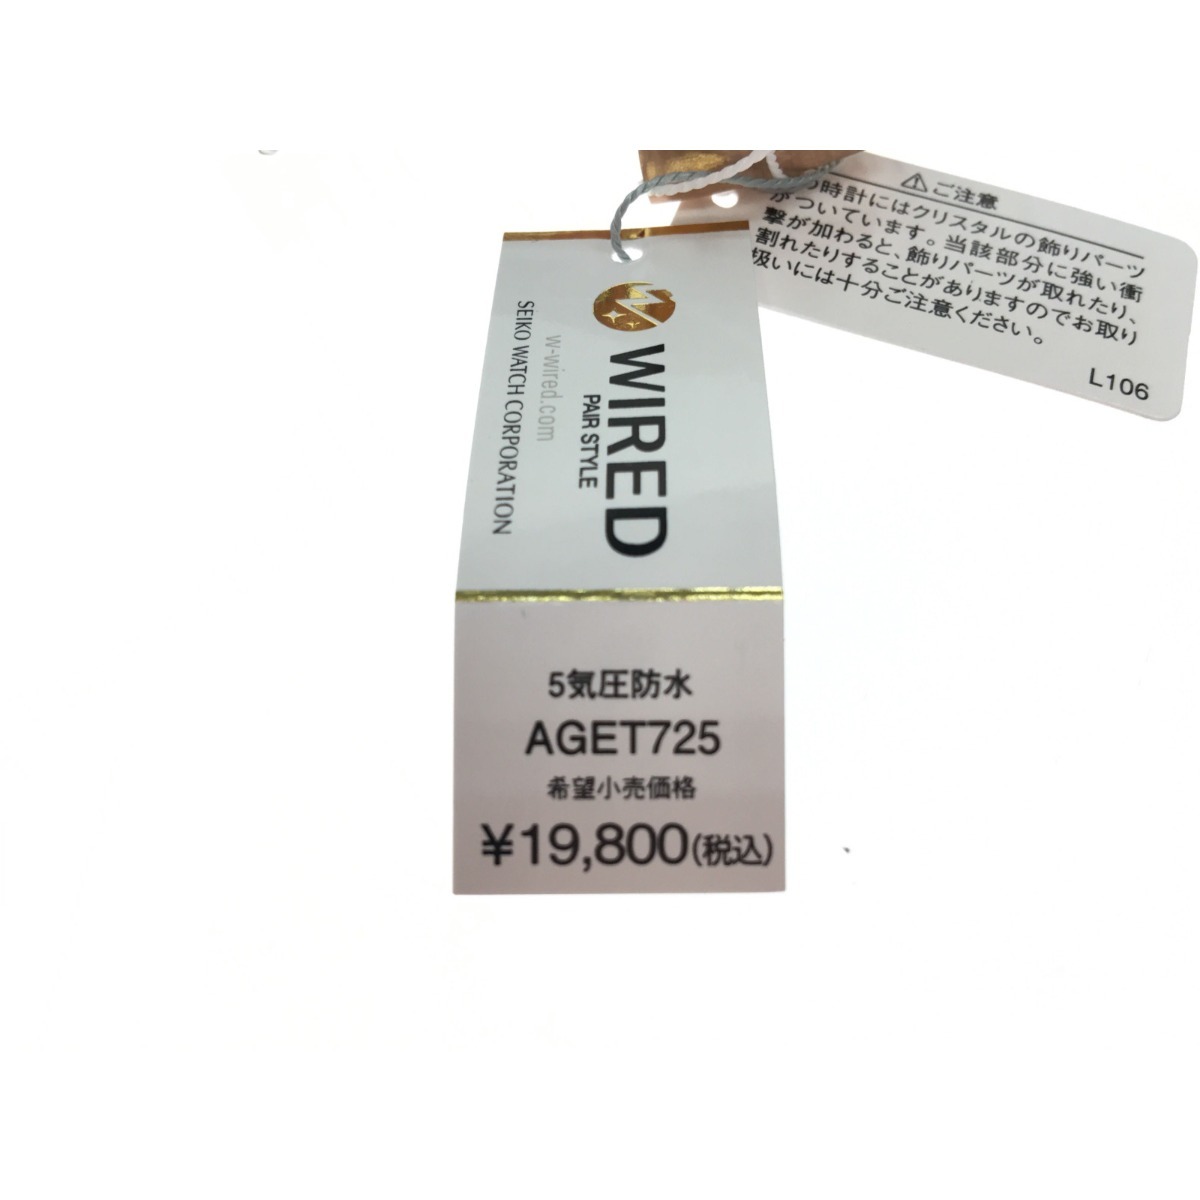 WIRED
PAIR STYLE
w-wired.com
SEIKO WATCH CORPORATION
5気圧防水
AGET725
希望小売価格
¥19,800(税込)
⚠ご注意
時計にはクリスタルの飾りパーツ
がついています。当該部分に強い衝
撃が加わると、飾りパーツが取れたり、
割れたりすることがありますのでお取り
扱いには十分ご注意ください。
L106